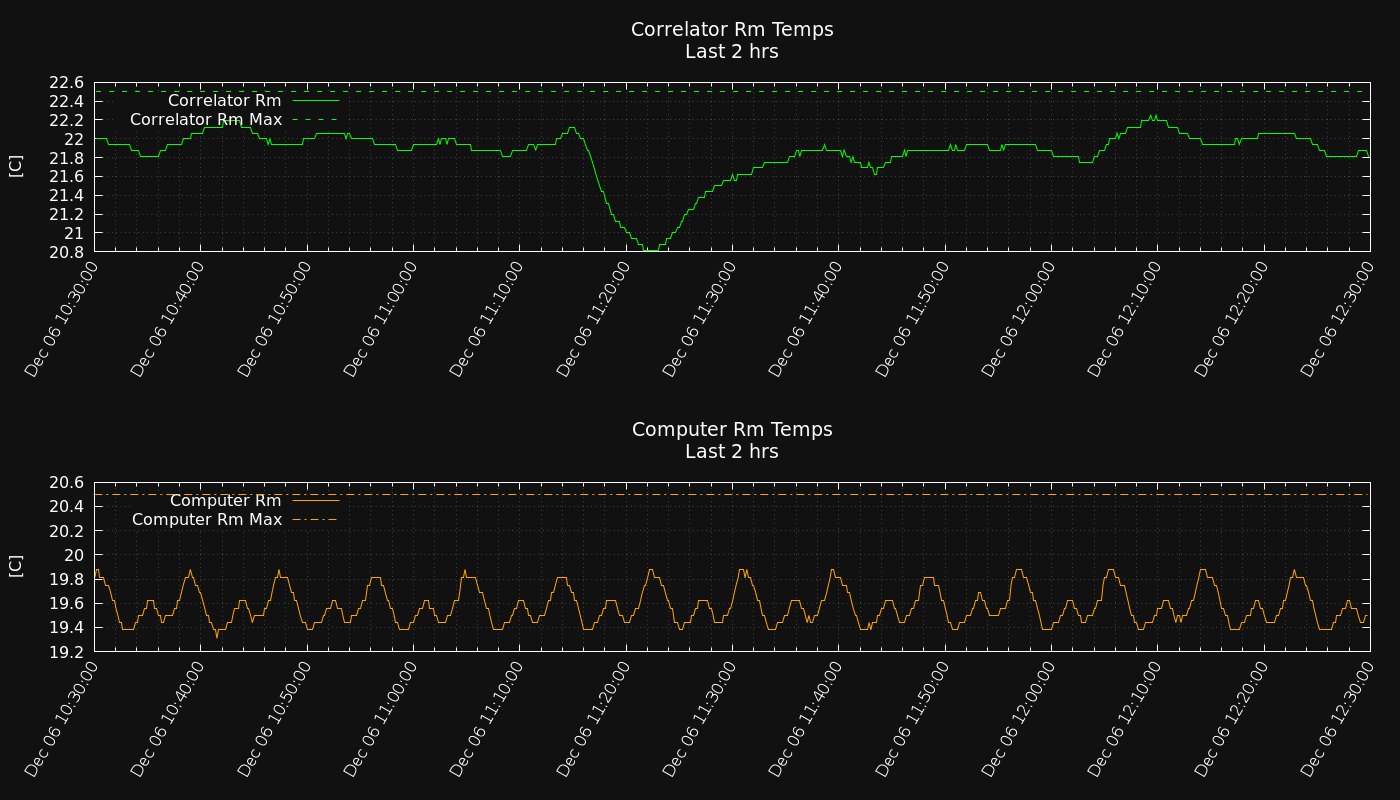 Correlator Rm Temps
Last 2 hrs
[C]
22.6
22.4
22.2
22
21.8
21.6
21.4
21.2
21
20.8
Correlator Rm
Correlator Rm Max
Dec 06 10:30:00
Dec 06 10:40:00
Dec 06 10:50:00
Dec 06 11:00:00
Dec 06 11:10:00
Dec 06 11:20:00
Dec 06 11:30:00
Dec 06 11:40:00
Dec 06 11:50:00
Dec 06 12:00:00
Dec 06 12:10:00
Dec 06 12:20:00
Dec 06 12:30:00
Computer Rm Temps
Last 2 hrs
[C]
20.6
20.4
20.2
20
19.8
19.6
19.4
19.2
Computer Rm
Computer Rm Max
Dec 06 10:30:00
Dec 06 10:40:00
Dec 06 10:50:00
Dec 06 11:00:00
Dec 06 11:10:00
Dec 06 11:20:00
Dec 06 11:30:00
Dec 06 11:40:00
Dec 06 11:50:00
Dec 06 12:00:00
Dec 06 12:10:00
Dec 06 12:20:00
Dec 06 12:30:00